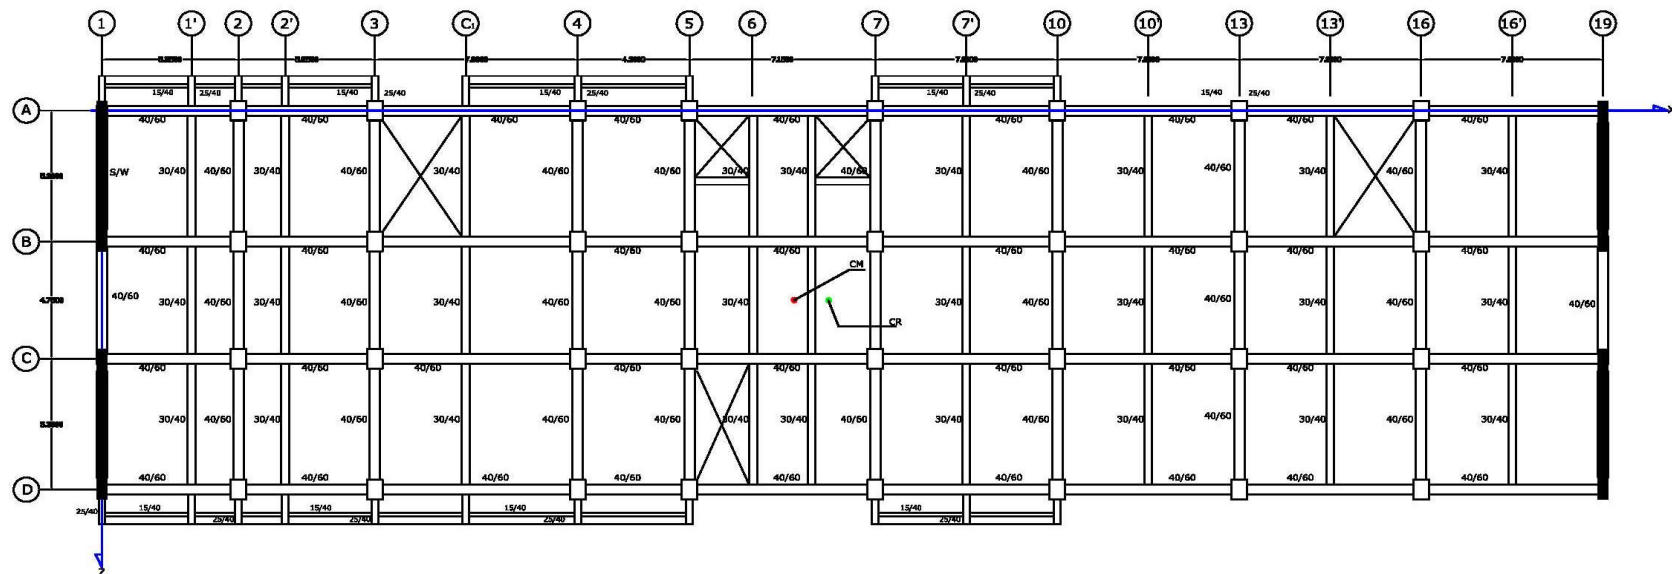 1 1' 2 2' 3 C₁ 4 5 6 7 7' 10 10' 13 13' 16 16' 19
15/40 25/40 15/40 25/40 15/40 25/40 15/40 25/40 15/40 25/40
A
40/60 40/60 40/60 40/60 40/60 40/60 40/60 40/60 40/60
S/W 30/40 40/60 30/40 40/60 30/40 40/60 40/60 30/40 30/40 40/60 30/40 40/60 30/40 40/60 30/40 40/60 30/40
B
40/60 40/60 40/60 40/60 40/60 40/60 40/60 40/60
CM
40/60 30/40 40/60 30/40 40/60 30/40 40/60 40/60 30/40 30/40 40/60 30/40 40/60 30/40 40/60 30/40 40/60
CR
C
40/60 40/60 40/60 40/60 40/60 40/60 40/60 40/60
30/40 40/60 30/40 40/60 30/40 40/60 40/60 30/40 30/40 40/60 30/40 40/60 30/40 40/60 30/40 40/60 30/40
40/60 40/60 40/60 40/60 40/60 40/60 40/60 40/60 40/60
D
25/40 15/40 25/40 15/40 25/40 15/40 25/40 15/40 25/40
z